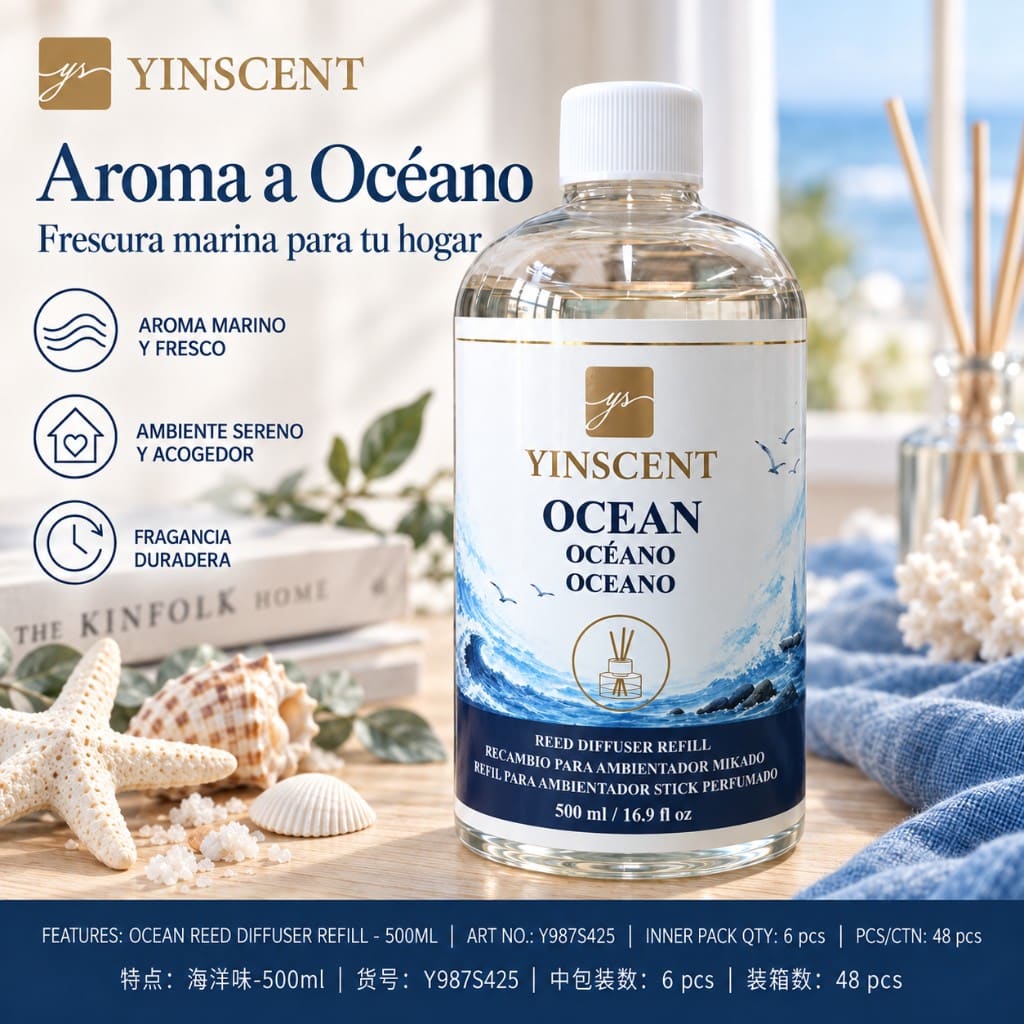 ys YINSCENT
Aroma a Océano
Frescura marina para tu hogar
AROMA MARINO
Y FRESCO
AMBIENTE SERENO
Y ACOGEDOR
FRAGANCIA
DURADERA
THE KINFOLK HOME
ys
YINSCENT
OCEAN
OCÉANO
OCEANO
REED DIFFUSER REFILL
RECAMBIO PARA AMBIENTADOR MIKADO
REFIL PARA AMBIENTADOR STICK PERFUMADO
500 ml / 16.9 fl oz
FEATURES: OCEAN REED DIFFUSER REFILL - 500ML | ART NO.: Y987S425 | INNER PACK QTY: 6 pcs | PCS/CTN: 48 pcs
特点：海洋味-500ml | 货号：Y987S425 | 中包装数：6 pcs | 装箱数：48 pcs